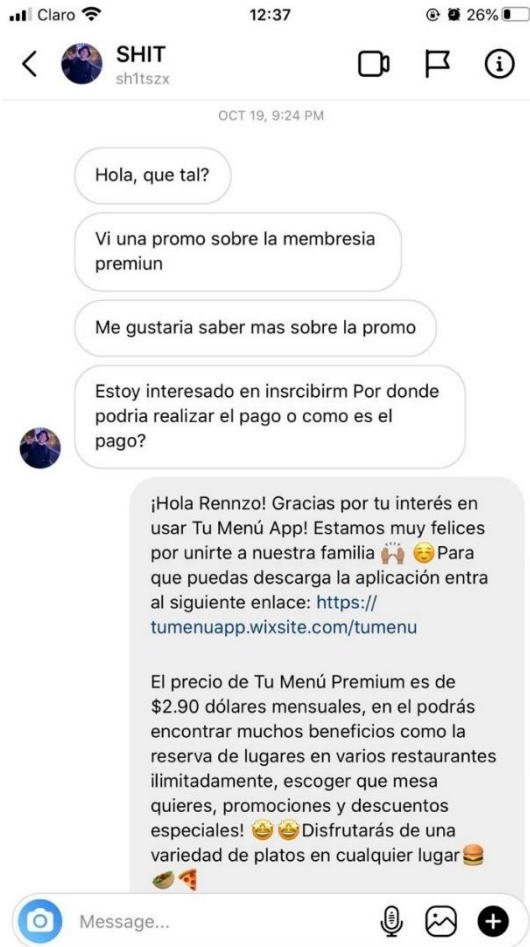 Claro 12:37 26%
SHIT
sh1tszx
OCT 19, 9:24 PM
Hola, que tal?
Vi una promo sobre la membresia
premiun
Me gustaria saber mas sobre la promo
Estoy interesado en insrcibirm Por donde
podria realizar el pago o como es el
pago?
¡Hola Rennzo! Gracias por tu interés en
usar Tu Menú App! Estamos muy felices
por unirte a nuestra familia 🙌🏽 ☺️Para
que puedas descarga la aplicación entra
al siguiente enlace: https://
tumenuapp.wixsite.com/tumenu
El precio de Tu Menú Premium es de
$2.90 dólares mensuales, en el podrás
encontrar muchos beneficios como la
reserva de lugares en varios restaurantes
ilimitadamente, escoger que mesa
quieres, promociones y descuentos
especiales! 🤩🤩Disfrutarás de una
variedad de platos en cualquier lugar🍔
🥙🍕
Message...